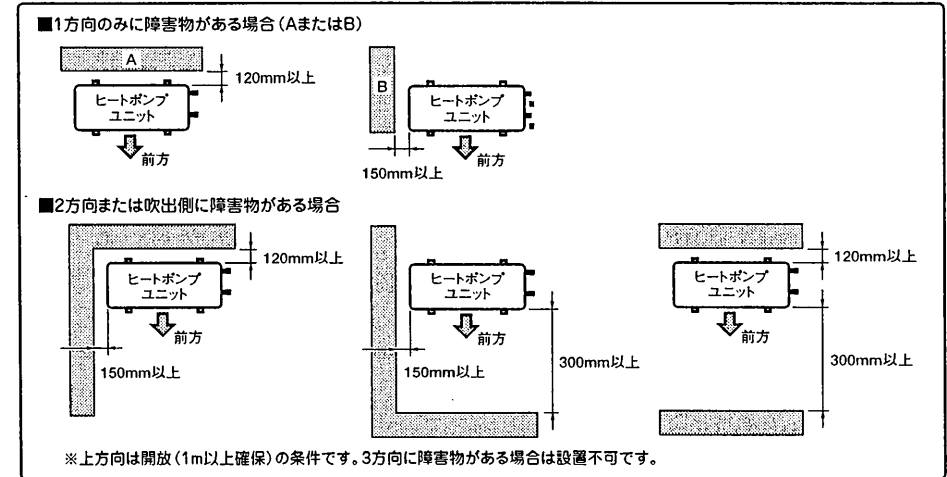 ■1方向のみに障害物がある場合(AまたはB)
A
120mm以上
ヒートポンプ
ユニット
前方
B
ヒートポンプ
ユニット
前方
150mm以上
■2方向または吹出側に障害物がある場合
120mm以上
ヒートポンプ
ユニット
前方
150mm以上
ヒートポンプ
ユニット
前方
150mm以上
300mm以上
120mm以上
ヒートポンプ
ユニット
前方
300mm以上
※上方向は開放(1m以上確保)の条件です。3方向に障害物がある場合は設置不可です。